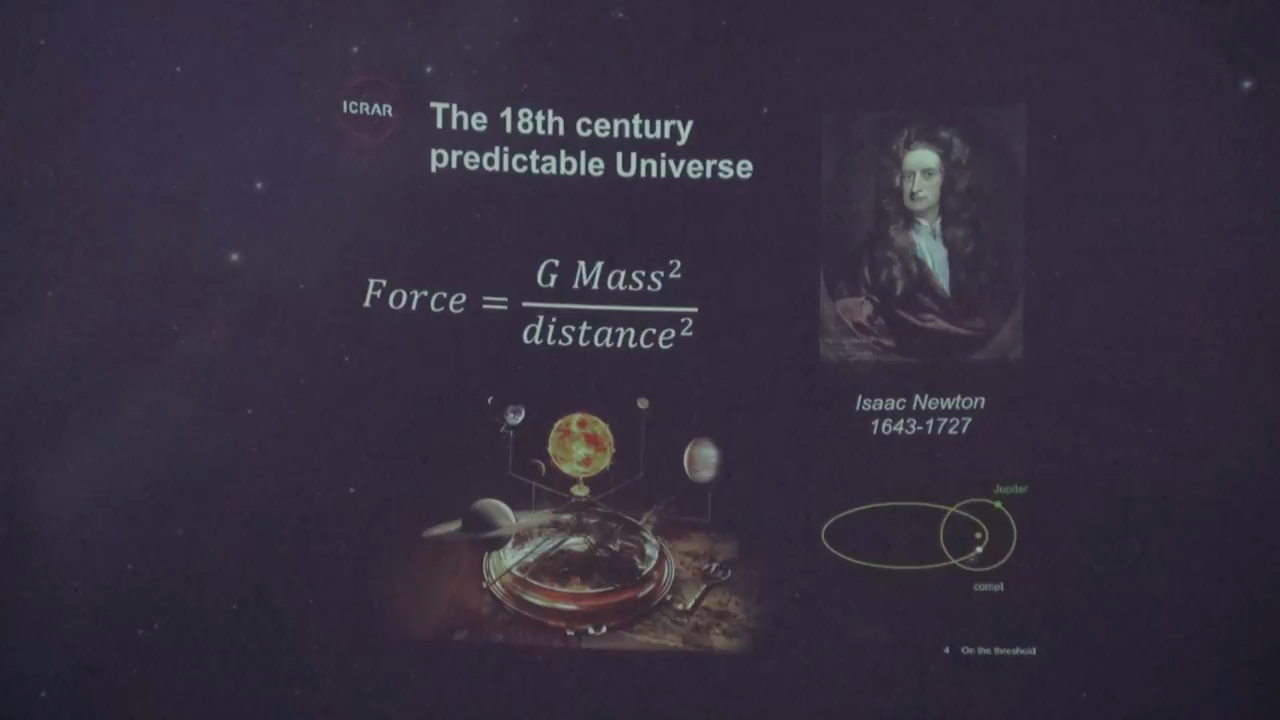 ICRAR
The 18th century
predictable Universe
Force = G Mass² / distance²
Isaac Newton
1643-1727
Jupiter
comet
4 On the threshold